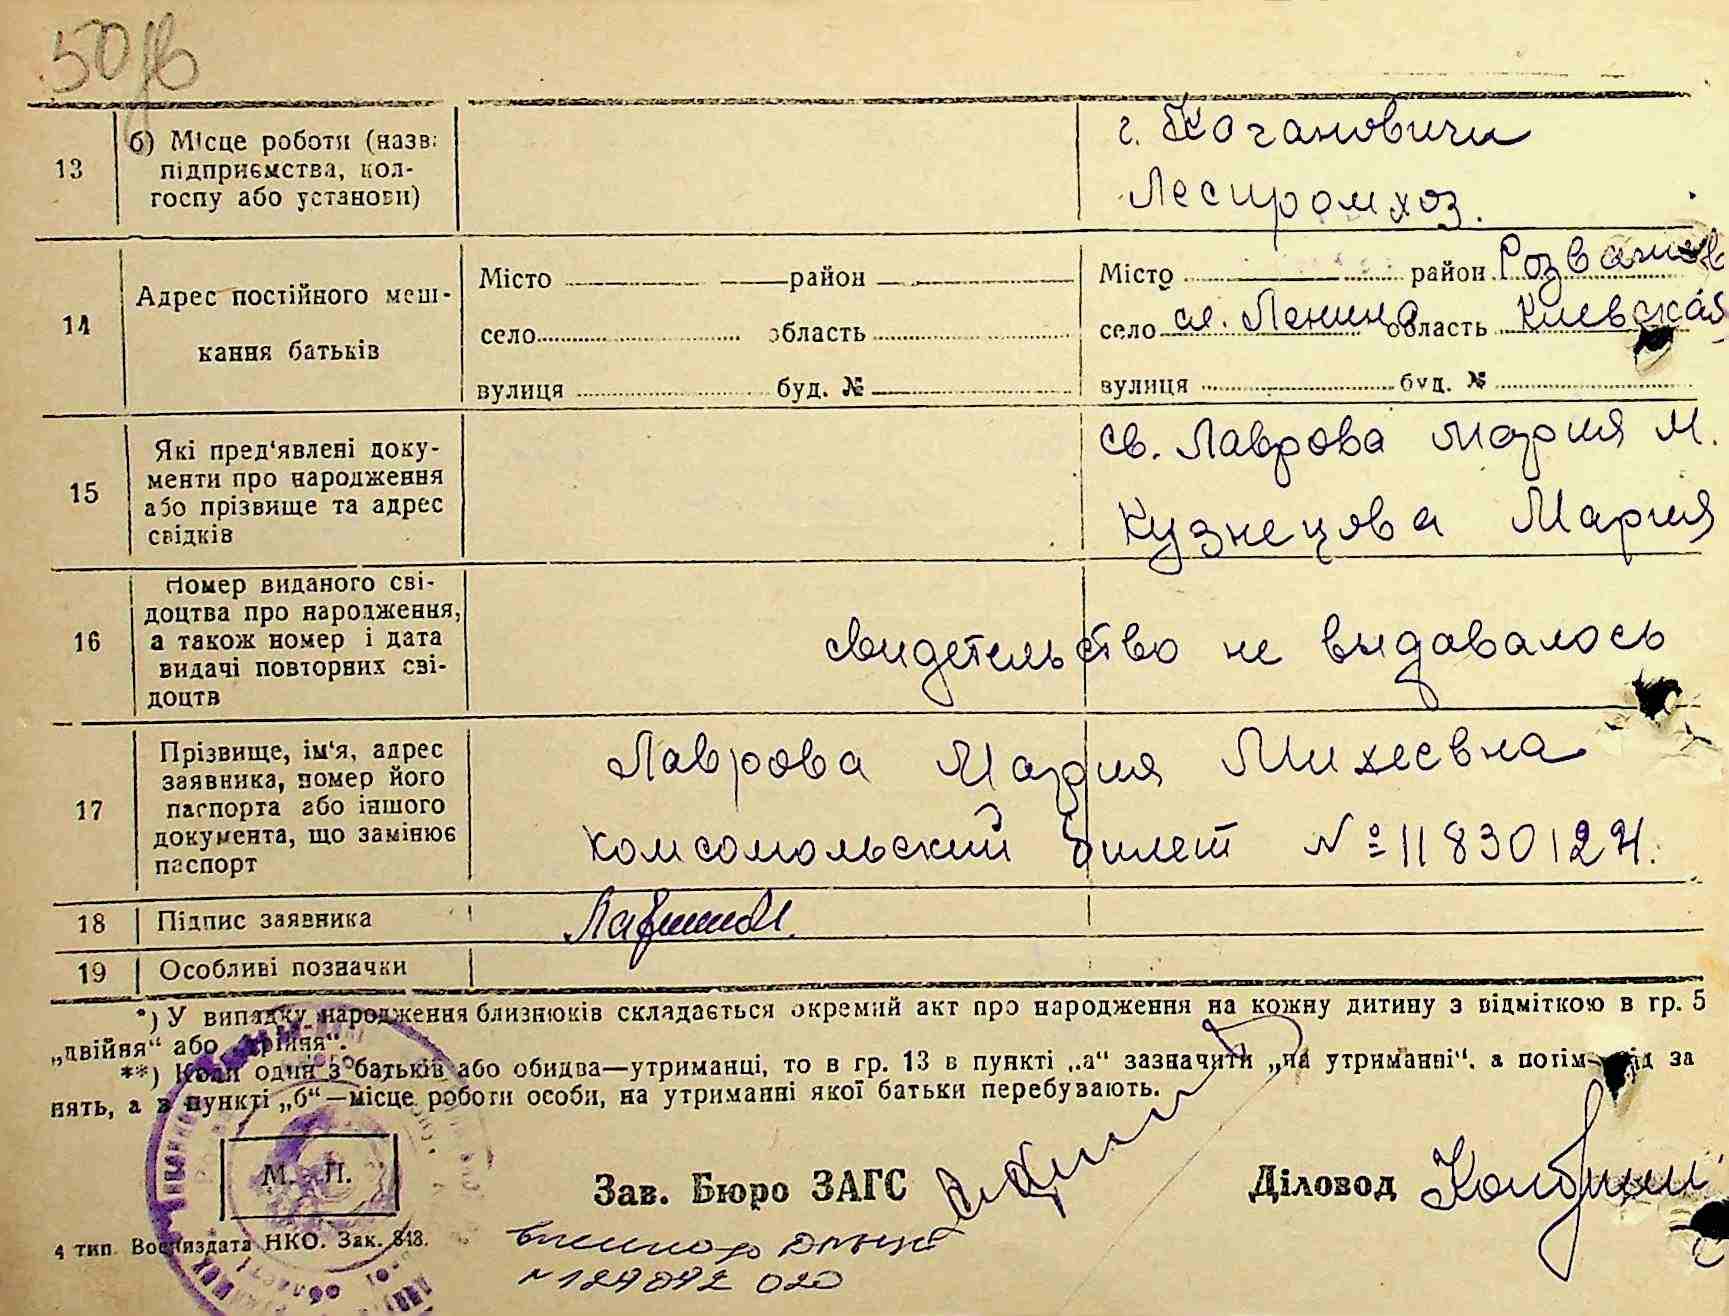 50 зв
13
б) Місце роботи (назва підприємства, колгоспу або установи)
г. Кагановичи
Леспромхоз.
14
Адрес постійного мешкання батьків
Місто район
село область
вулиця буд. №
Місто район Розважев
село сл. Ленина область Киевская
вулиця буд. №
15
Які пред'явлені документи про народження або прізвище та адрес свідків
св. Лаврова Мария М.
Кузнецова Мария
16
Номер виданого свідоцтва про народження, а також номер і дата видачі повторних свідоцтв
свидетельство не выдавалось
17
Прізвище, ім'я, адрес заявника, номер його паспорта або іншого документа, що замінює паспорт
Лаврова Мария Михеевна
комсомольский билет № 11830124.
18 Підпис заявника
19 Особливі позначки
*) У випадку народження близнюків складається окремий акт про народження на кожну дитину з відміткою в гр. 5
„двійня“ або „трійня“.
**) Коли один з батьків або обидва—утриманці, то в гр. 13 в пункті „а“ зазначити „на утриманні“, а потім рід за
нять, а в пункті „б“—місце роботи особи, на утриманні якої батьки перебувають.
М. П.
Зав. Бюро ЗАГС
Діловод
4 тип. Воениздата НКО. Зак. 813.